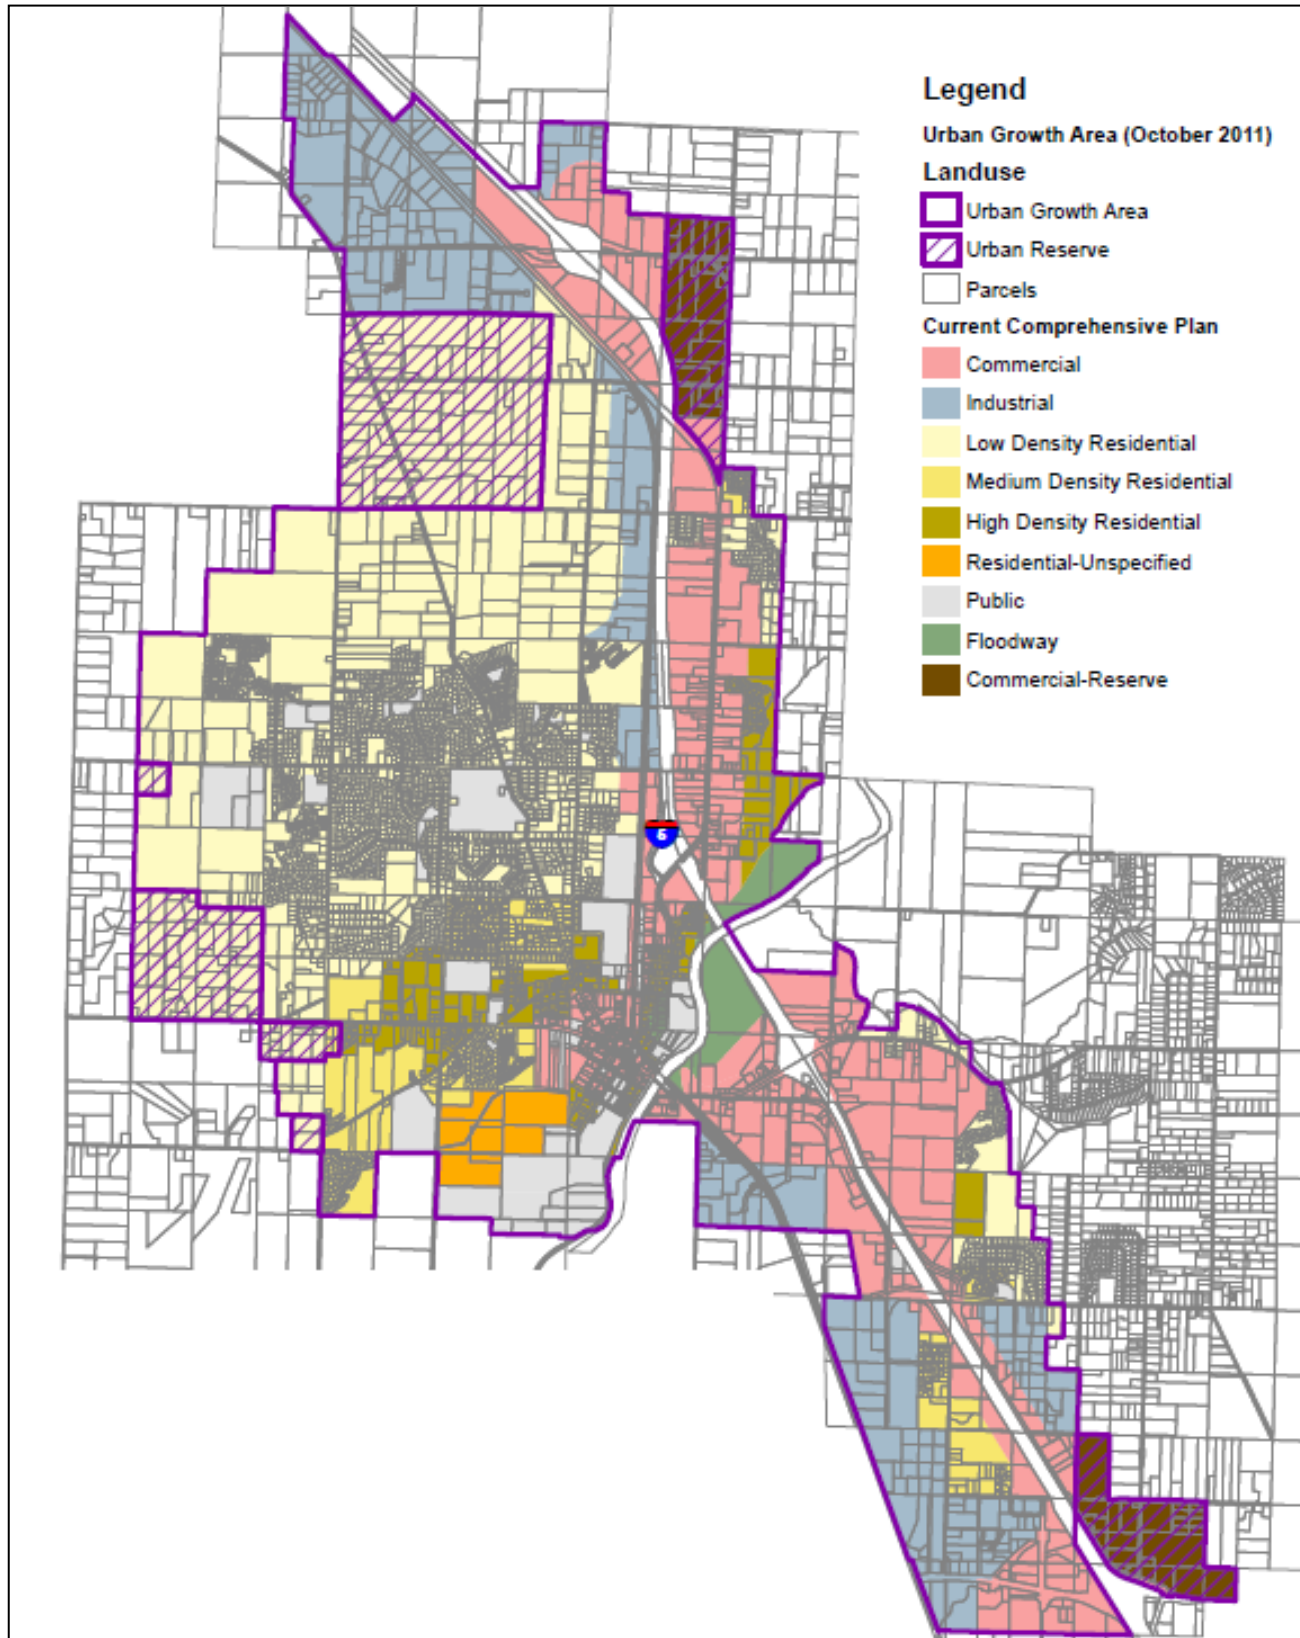 Legend
Urban Growth Area (October 2011)
Landuse
Urban Growth Area
Urban Reserve
Parcels
Current Comprehensive Plan
Commercial
Industrial
Low Density Residential
Medium Density Residential
High Density Residential
Residential-Unspecified
Public
Floodway
Commercial-Reserve
5